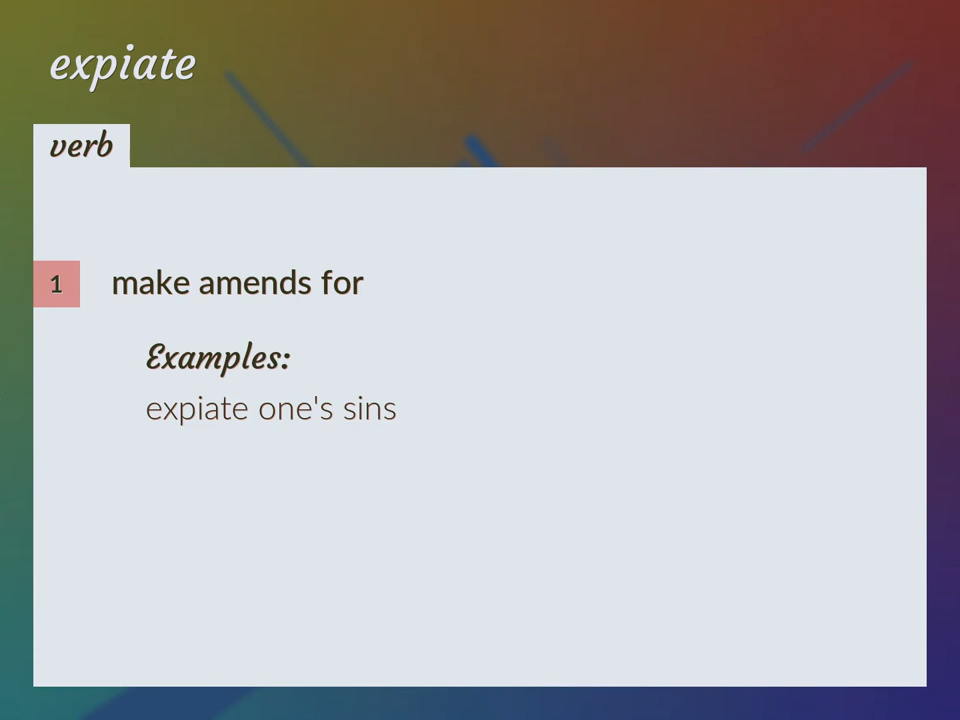 expiate
verb
1 make amends for
Examples:
expiate one's sins